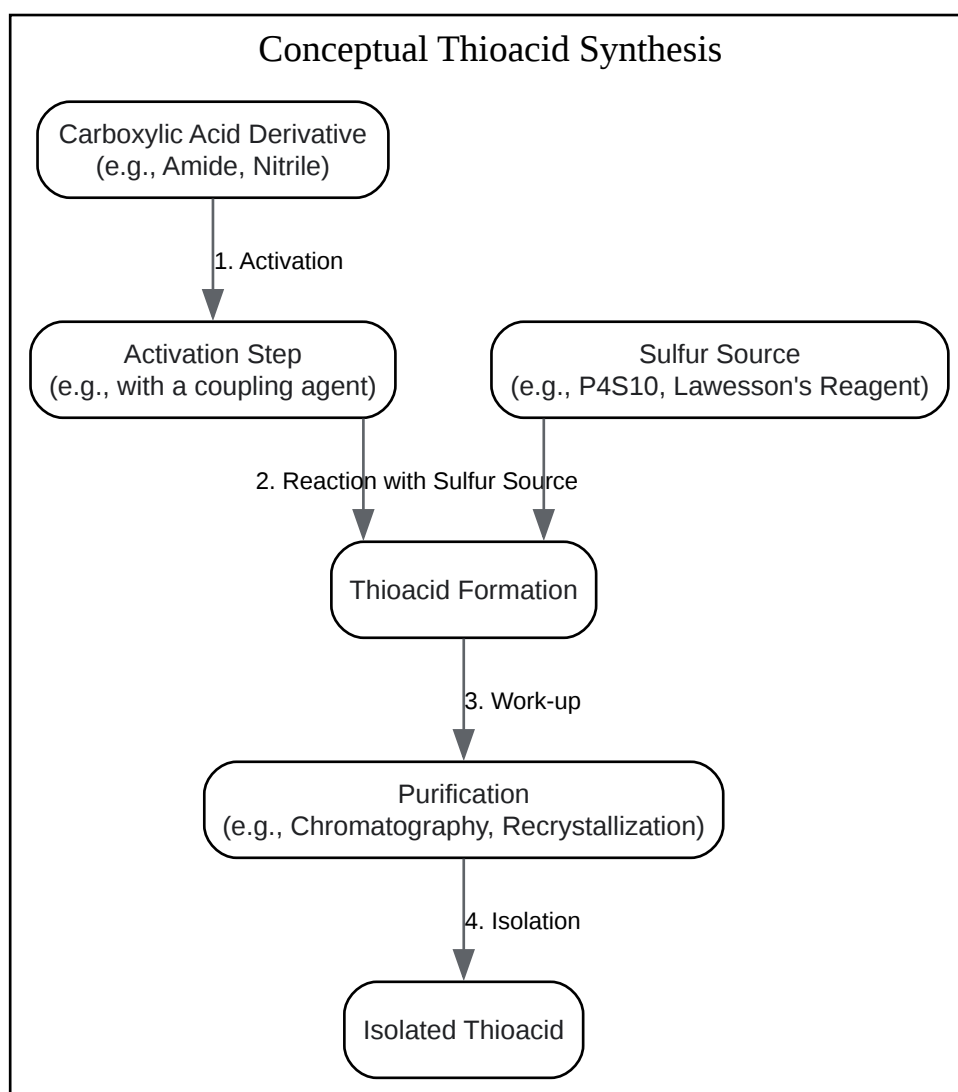 Conceptual Thioacid Synthesis
Carboxylic Acid Derivative
(e.g., Amide, Nitrile)
1. Activation
Activation Step
(e.g., with a coupling agent)
Sulfur Source
(e.g., P4S10, Lawesson's Reagent)
2. Reaction with Sulfur Source
Thioacid Formation
3. Work-up
Purification
(e.g., Chromatography, Recrystallization)
4. Isolation
Isolated Thioacid